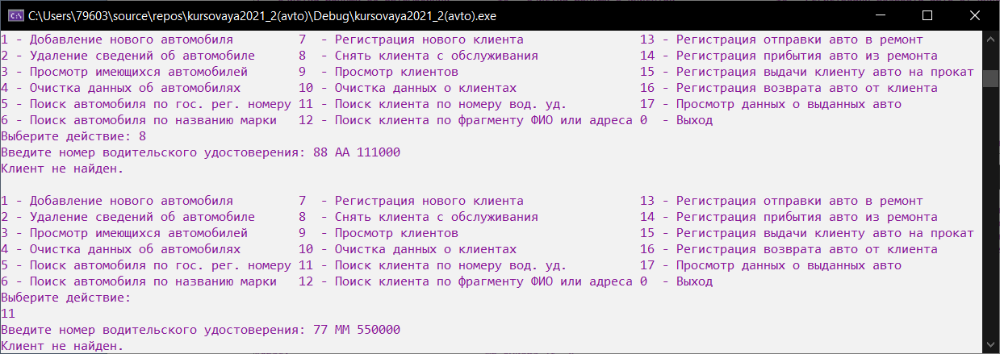 C:\Users\79603\source\repos\kursovaya2021_2(avto)\Debug\kursovaya2021_2(avto).exe
1 - Добавление нового автомобиля 7 - Регистрация нового клиента 13 - Регистрация отправки авто в ремонт
2 - Удаление сведений об автомобиле 8 - Снять клиента с обслуживания 14 - Регистрация прибытия авто из ремонта
3 - Просмотр имеющихся автомобилей 9 - Просмотр клиентов 15 - Регистрация выдачи клиенту авто на прокат
4 - Очистка данных об автомобилях 10 - Очистка данных о клиентах 16 - Регистрация возврата авто от клиента
5 - Поиск автомобиля по гос. рег. номеру 11 - Поиск клиента по номеру вод. уд. 17 - Просмотр данных о выданных авто
6 - Поиск автомобиля по названию марки 12 - Поиск клиента по фрагменту ФИО или адреса 0 - Выход
Выберите действие: 8
Введите номер водительского удостоверения: 88 АА 111000
Клиент не найден.
1 - Добавление нового автомобиля 7 - Регистрация нового клиента 13 - Регистрация отправки авто в ремонт
2 - Удаление сведений об автомобиле 8 - Снять клиента с обслуживания 14 - Регистрация прибытия авто из ремонта
3 - Просмотр имеющихся автомобилей 9 - Просмотр клиентов 15 - Регистрация выдачи клиенту авто на прокат
4 - Очистка данных об автомобилях 10 - Очистка данных о клиентах 16 - Регистрация возврата авто от клиента
5 - Поиск автомобиля по гос. рег. номеру 11 - Поиск клиента по номеру вод. уд. 17 - Просмотр данных о выданных авто
6 - Поиск автомобиля по названию марки 12 - Поиск клиента по фрагменту ФИО или адреса 0 - Выход
Выберите действие:
11
Введите номер водительского удостоверения: 77 ММ 550000
Клиент не найден.